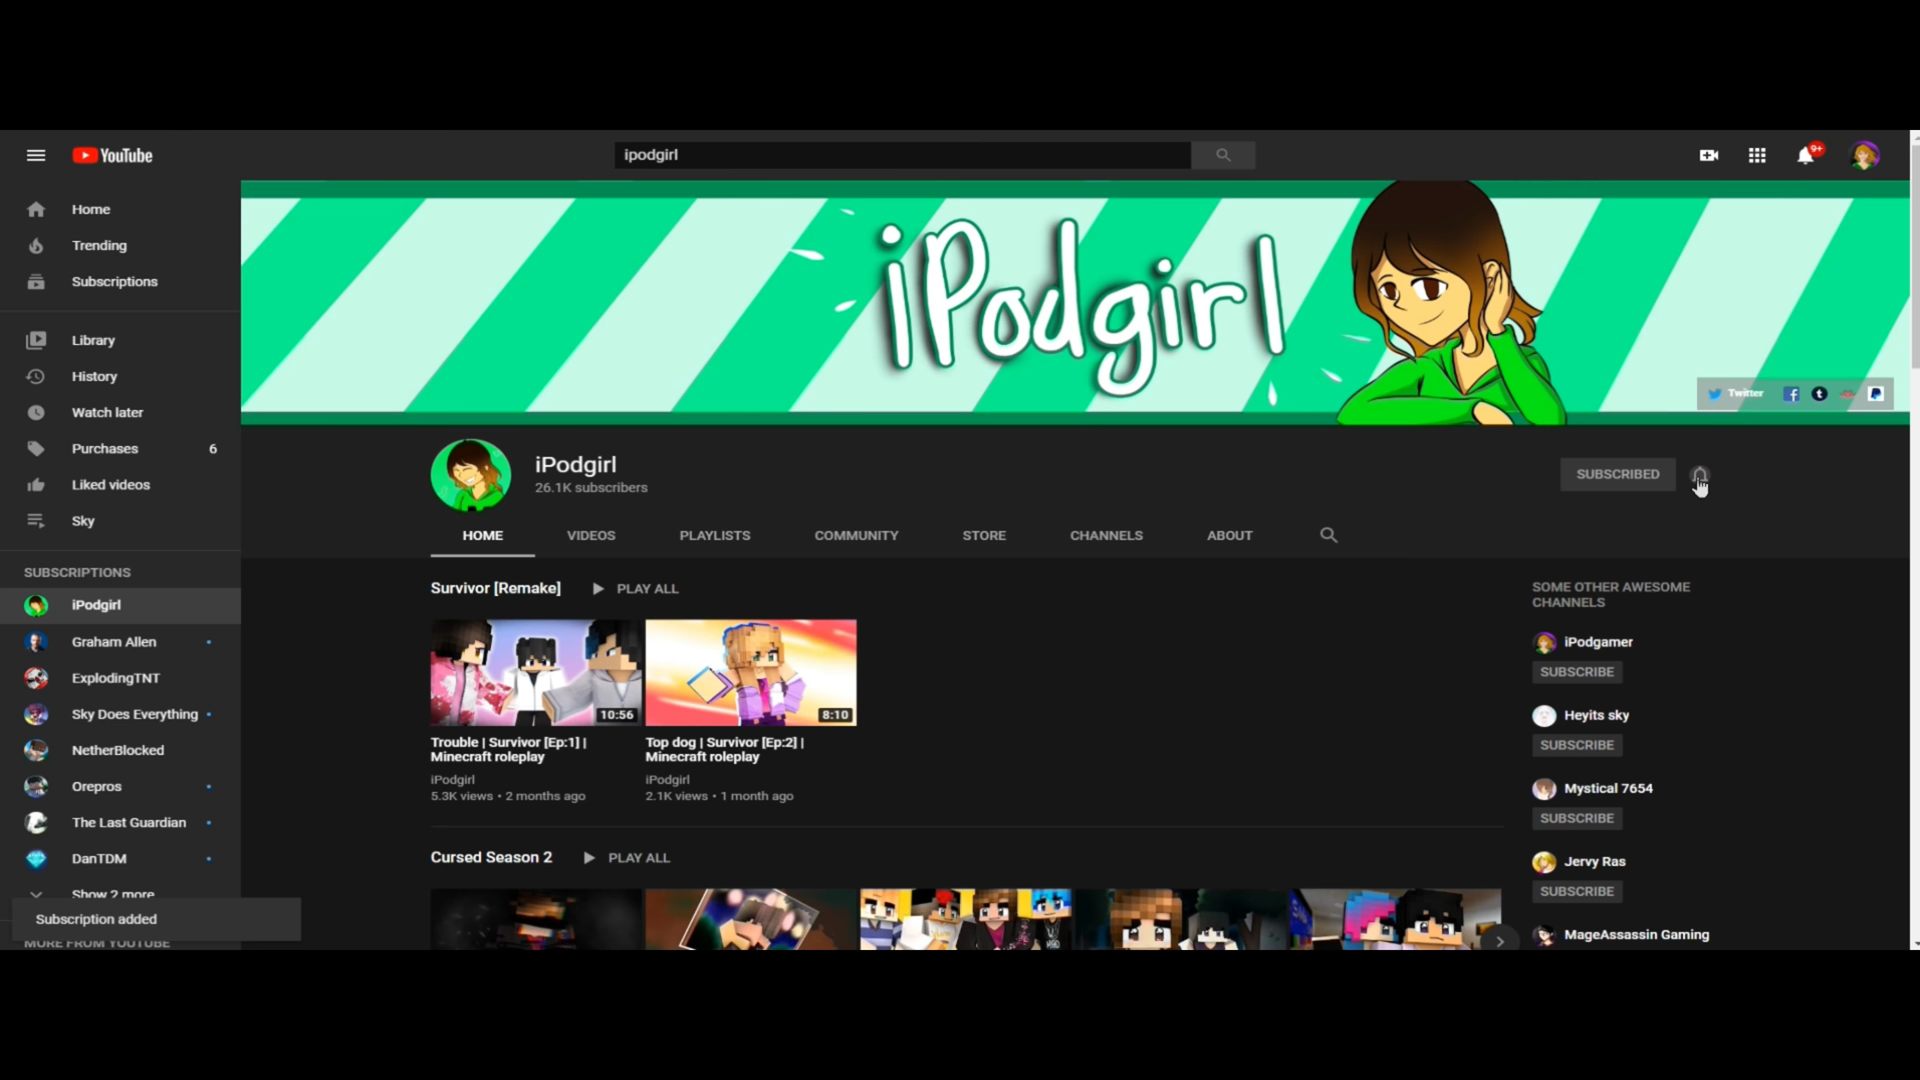 YouTube
ipodgirl
9+
Home
Trending
Subscriptions
Library
History
Watch later
Purchases 6
Liked videos
Sky
SUBSCRIPTIONS
iPodgirl
Graham Allen
ExplodingTNT
Sky Does Everything
NetherBlocked
Orepros
The Last Guardian
DanTDM
Show 2 more
Subscription added
MORE FROM YOUTUBE
iPodgirl
Twitter
iPodgirl
26.1K subscribers
SUBSCRIBED
HOME VIDEOS PLAYLISTS COMMUNITY STORE CHANNELS ABOUT
Survivor [Remake] PLAY ALL
10:56
8:10
Trouble | Survivor [Ep:1] |
Minecraft roleplay
iPodgirl
5.3K views • 2 months ago
Top dog | Survivor [Ep:2] |
Minecraft roleplay
iPodgirl
2.1K views • 1 month ago
Cursed Season 2 PLAY ALL
SOME OTHER AWESOME
CHANNELS
iPodgamer
SUBSCRIBE
Heyits sky
SUBSCRIBE
Mystical 7654
SUBSCRIBE
Jervy Ras
SUBSCRIBE
MageAssassin Gaming